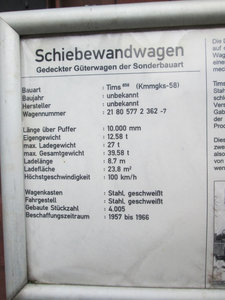 Schiebewandwagen
Gedeckter Güterwagen der Sonderbauart
Bauart : Tims 858 (Kmmgks-58)
Baujahr : unbekannt
Hersteller : unbekannt
Wagennummer : 21 80 577 2 362 -7
Länge über Puffer : 10.000 mm
Eigengewicht : 12.58 t
max. Ladegewicht : 27 t
max. Gesamtgewicht : 39.58 t
Ladelänge : 8,7 m
Ladefläche : 23,8 m²
Höchstgeschwindigkeit : 100 km/h
Wagenkasten : Stahl, geschweißt
Fahrgestell : Stahl, geschweißt
Gebaute Stückzahl : 4.005
Beschaffungszeitraum : 1957 bis 1966